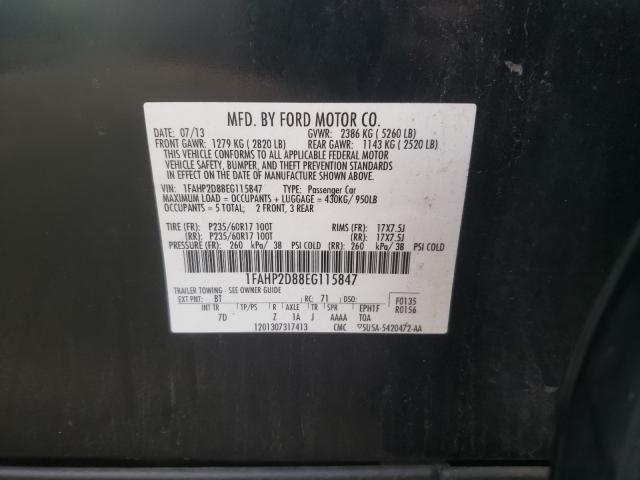 MFD. BY FORD MOTOR CO.
DATE: 07/13 GVWR: 2386 KG ( 5260 LB)
FRONT GAWR: 1279 KG ( 2820 LB) REAR GAWR: 1143 KG ( 2520 LB)
THIS VEHICLE CONFORMS TO ALL APPLICABLE FEDERAL MOTOR
VEHICLE SAFETY, BUMPER, AND THEFT PREVENTION STANDARDS
IN EFFECT ON THE DATE OF MANUFACTURE SHOWN ABOVE.
VIN: 1FAHP2D88EG115847 TYPE: Passenger Car
MAXIMUM LOAD = OCCUPANTS + LUGGAGE = 430KG/ 950LB
OCCUPANTS = 5 TOTAL; 2 FRONT, 3 REAR
TIRE (FR): P235/60R17 100T RIMS (FR): 17X7.5J
(RR): P235/60R17 100T (RR): 17X7.5J
PRESSURE (FR): 260 kPa/ 38 PSI COLD (RR): 260 kPa/ 38 PSI COLD
1FAHP2D88EG115847
TRAILER TOWING - SEE OWNER GUIDE
EXT PNT: BT RC: 71 DSO: F0135
INT TR TP/PS R AXLE TR SPR EPH1F R0156
7D Z 1A J AAAA TOA
1201307317413 CMC 5U5A-5420472-AA